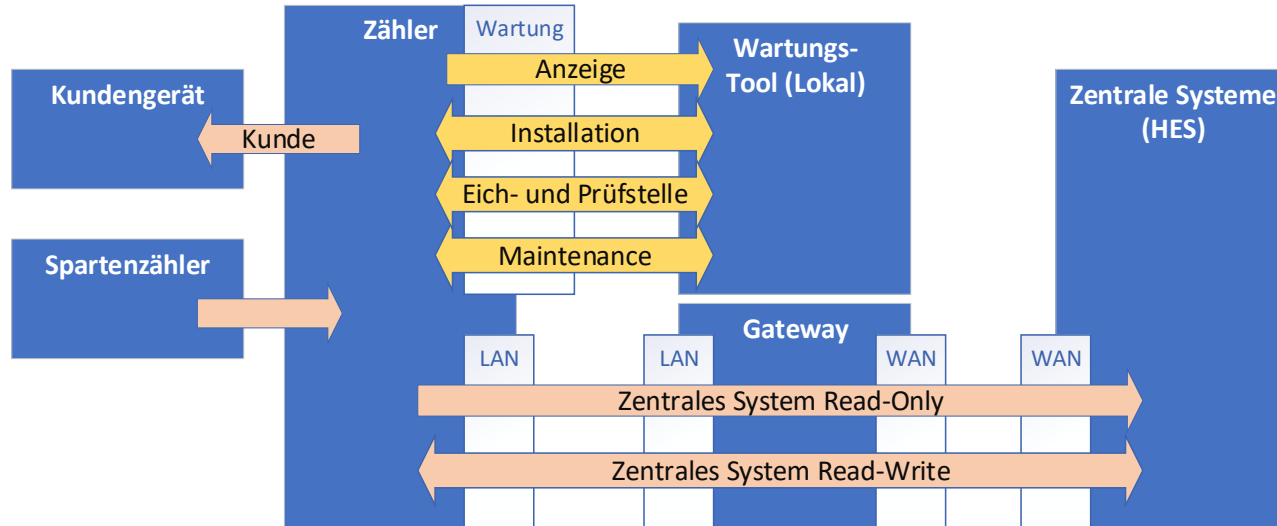 Zähler
Wartung
Wartungs-
Tool (Lokal)
Anzeige
Kundengerät
Zentrale Systeme
(HES)
Kunde
Installation
Eich- und Prüfstelle
Maintenance
Spartenzähler
Gateway
LAN
LAN
WAN
WAN
Zentrales System Read-Only
Zentrales System Read-Write